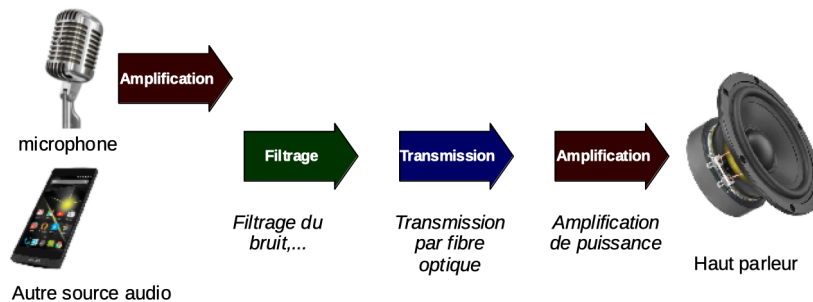 microphone
Amplification
Autre source audio
Filtrage
Filtrage du
bruit,...
Transmission
Transmission
par fibre
optique
Amplification
Amplification
de puissance
Haut parleur